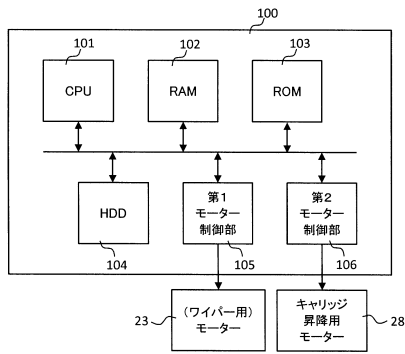 100
101
102
103
CPU
RAM
ROM
HDD
第1
モーター
制御部
第2
モーター
制御部
104
105
106
23
(ワイパー用)
モーター
キャリッジ
昇降用
モーター
28